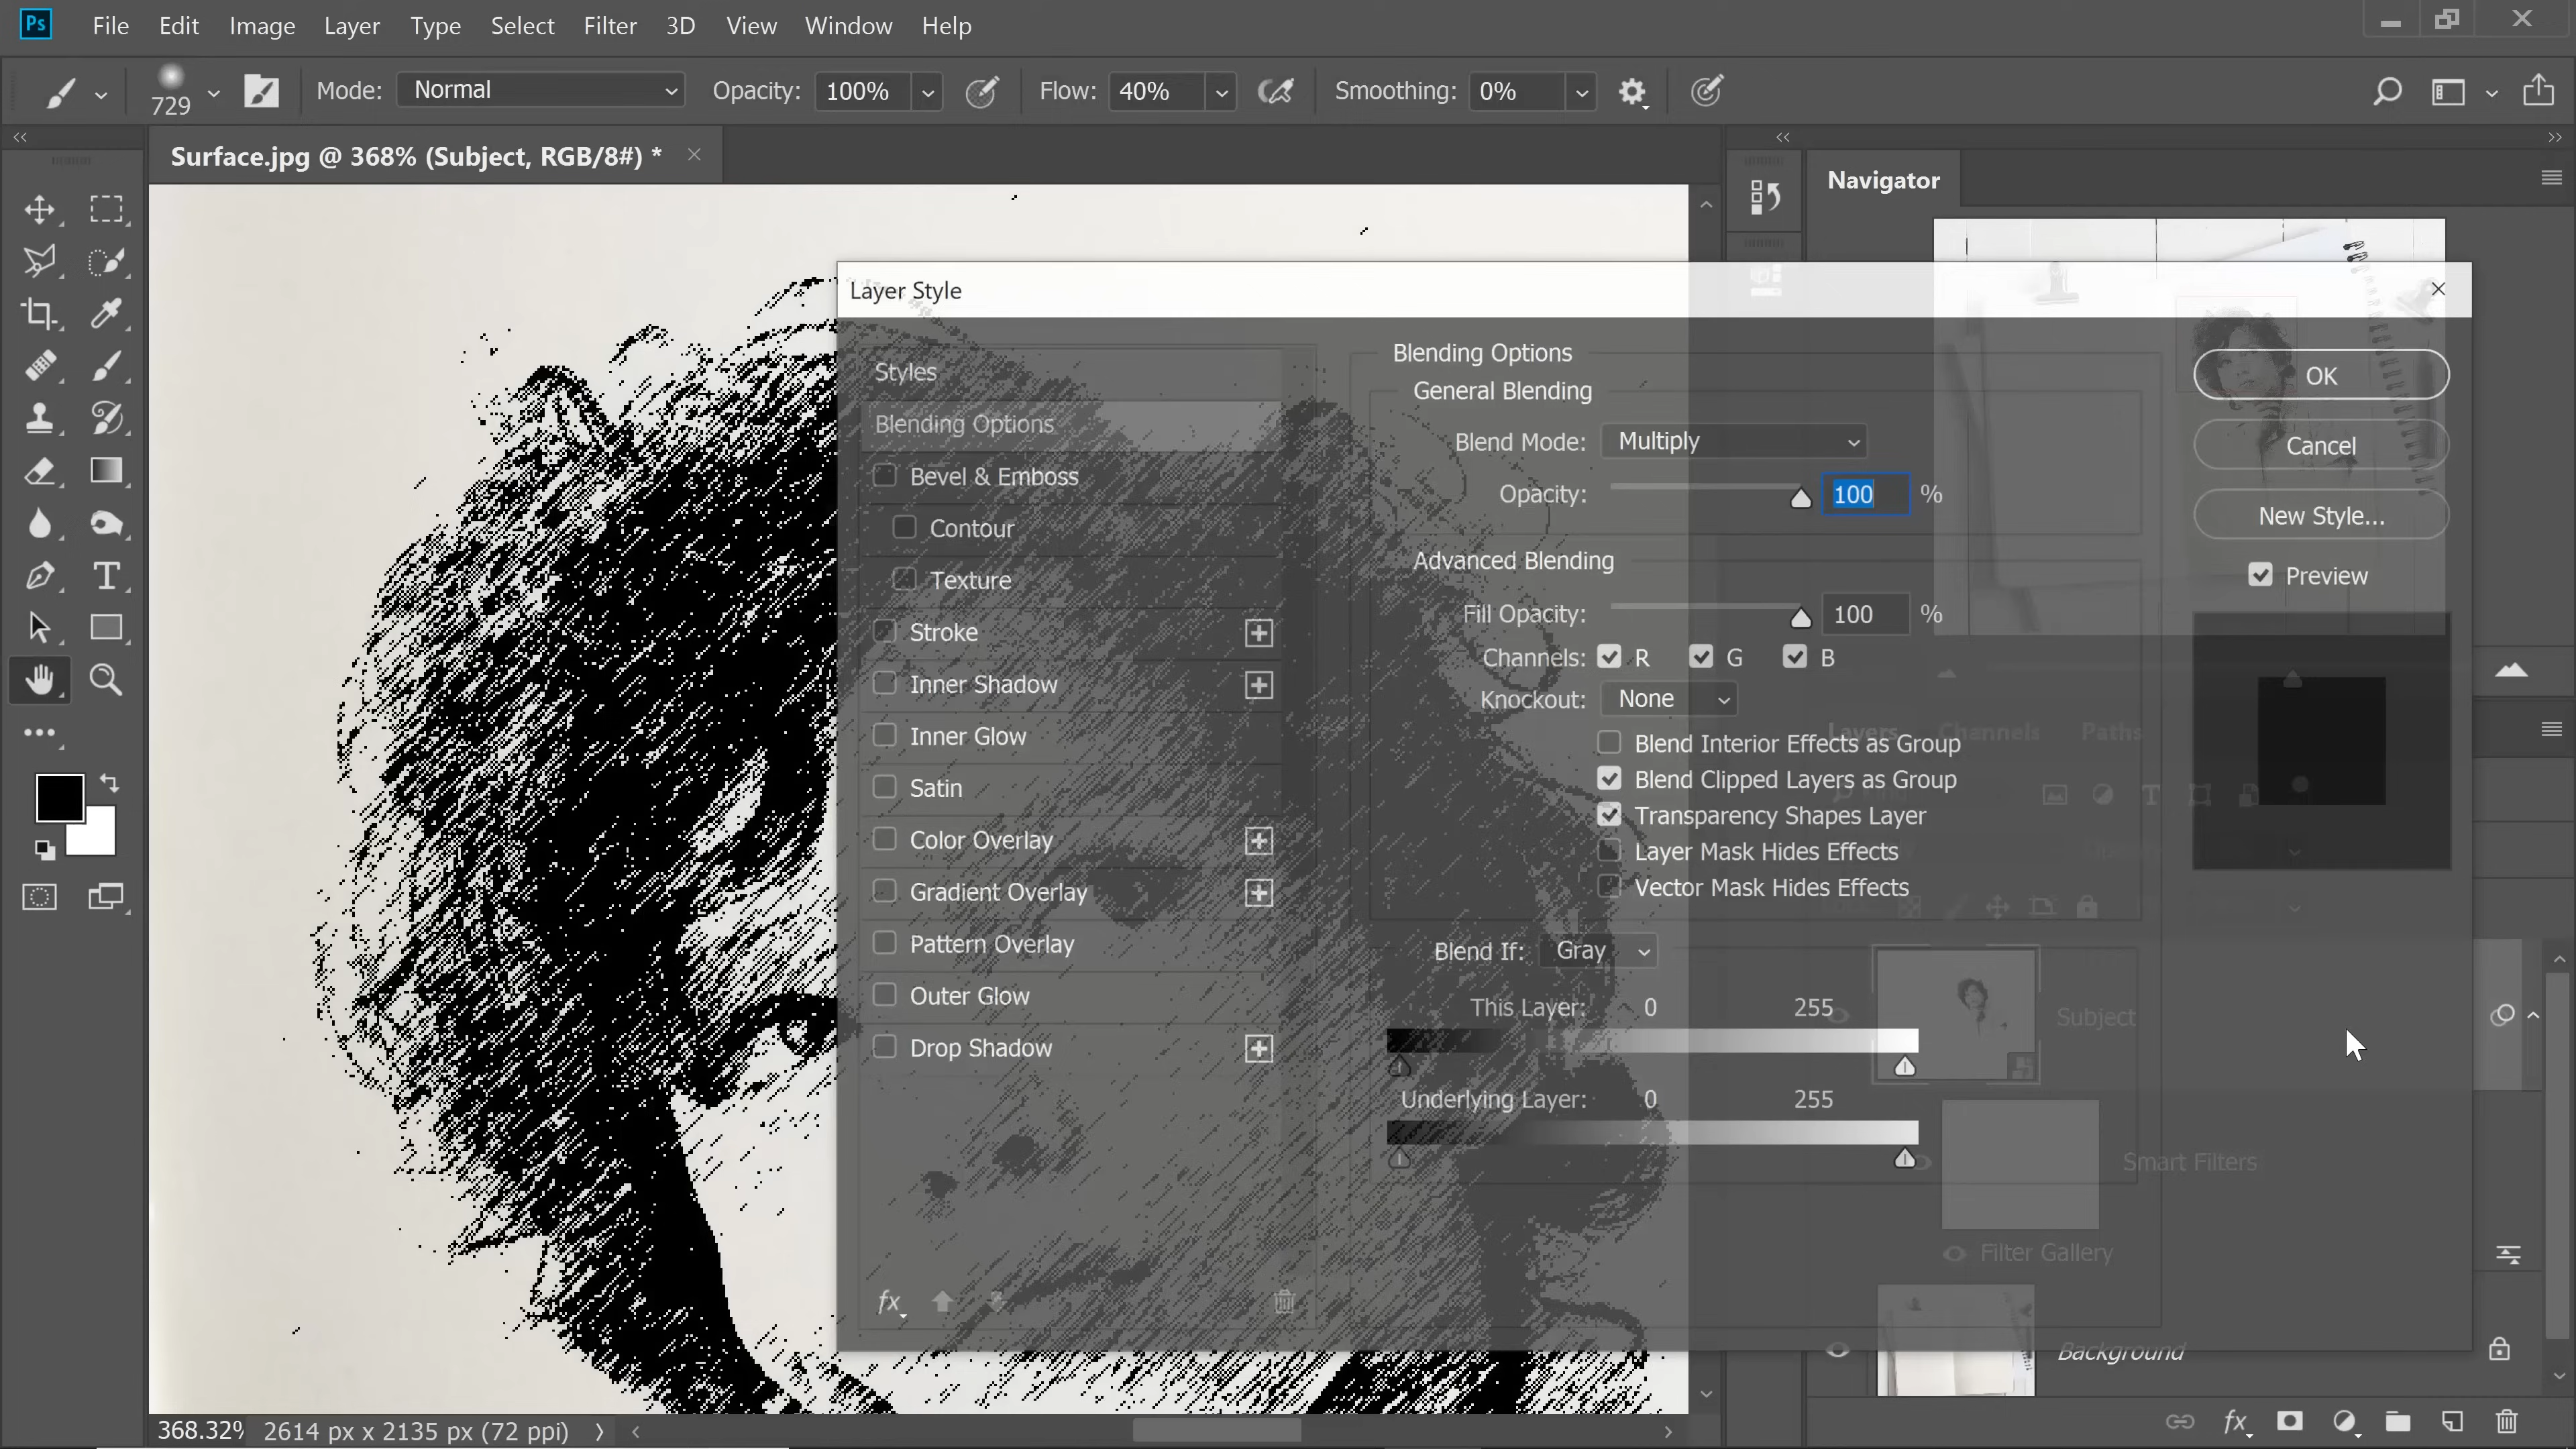 Ps File Edit Image Layer Type Select Filter 3D View Window Help
729 Mode: Normal Opacity: 100% Flow: 40% Smoothing: 0%
Surface.jpg @ 368% (Subject, RGB/8#) *
Navigator
Layer Style
Styles
Blending Options
Bevel & Emboss
Contour
Texture
Stroke
Inner Shadow
Inner Glow
Satin
Color Overlay
Gradient Overlay
Pattern Overlay
Outer Glow
Drop Shadow
fx
Blending Options
General Blending
Blend Mode: Multiply
Opacity: 100 %
Advanced Blending
Fill Opacity: 100 %
Channels: R G B
Knockout: None
Blend Interior Effects as Group
Blend Clipped Layers as Group
Transparency Shapes Layer
Layer Mask Hides Effects
Vector Mask Hides Effects
Blend If: Gray
This Layer: 0 255
Underlying Layer: 0 255
OK
Cancel
New Style...
Preview
Layers Channels Paths
Subject
Smart Filters
Filter Gallery
Background
368.32% 2614 px x 2135 px (72 ppi)
fx